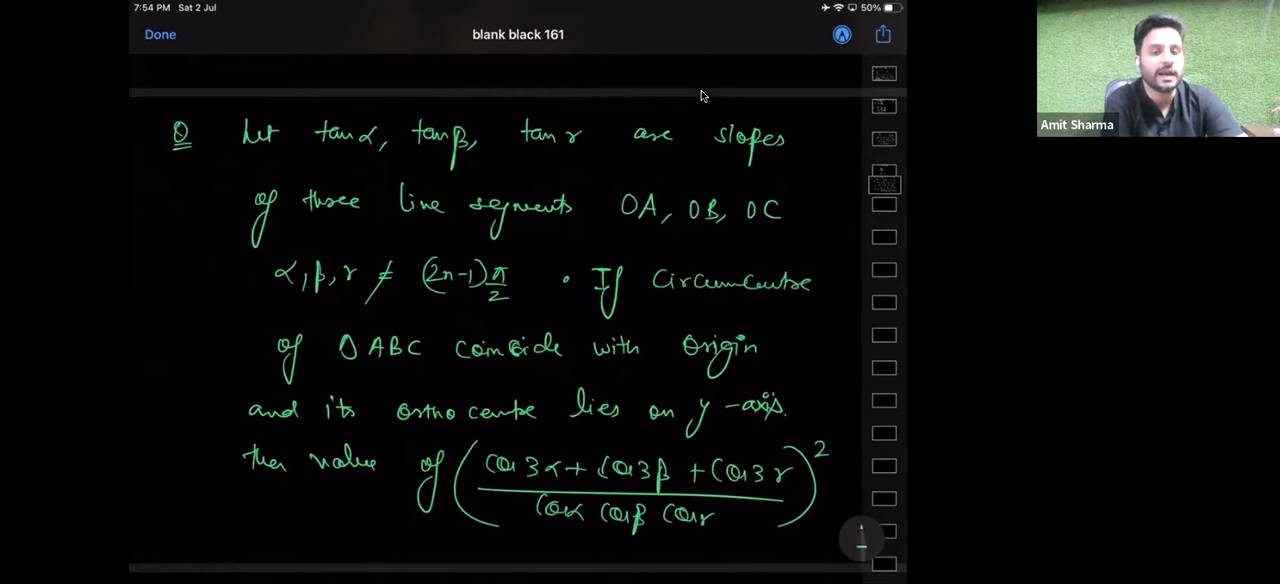 7:54 PM Sat 2 Jul
50%
Done
blank black 161
Amit Sharma
Q Let tanα, tanβ, tanγ are slopes
of three line segments OA, OB, OC
α, β, γ ≠ (2n-1)π/2 . If Circumcentre
of Δ ABC coincide with origin
and its orthocentre lies on y-axis.
then value of ((Cos3α + Cos3β + Cos3γ)/(Cosα Cosβ Cosγ))²